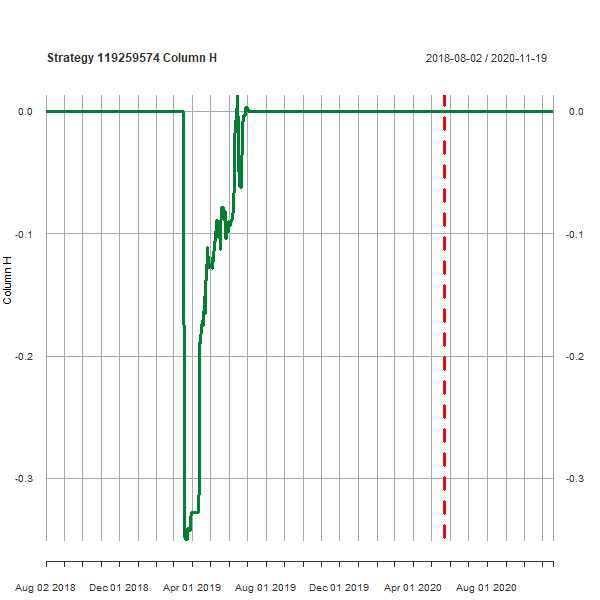 Strategy 119259574 Column H
2018-08-02 / 2020-11-19
0.0
0.0
-0.1
-0.1
Column H
-0.2
-0.2
-0.3
-0.3
Aug 02 2018
Dec 01 2018
Apr 01 2019
Aug 01 2019
Dec 01 2019
Apr 01 2020
Aug 01 2020